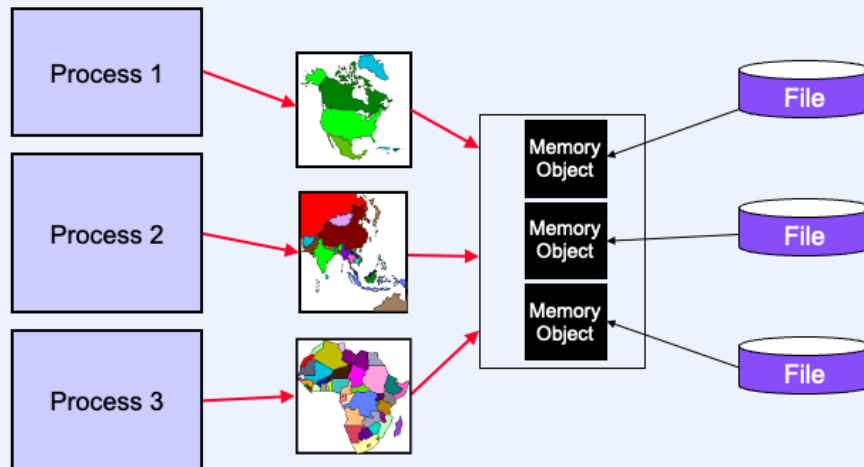 Process 1
Process 2
Process 3
Memory
Object
Memory
Object
Memory
Object
File
File
File